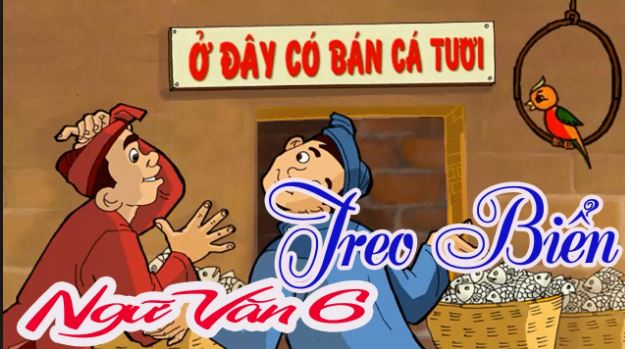 Ở ĐÂY CÓ BÁN CÁ TƯƠI
Treo Biển
Ngữ Văn 6